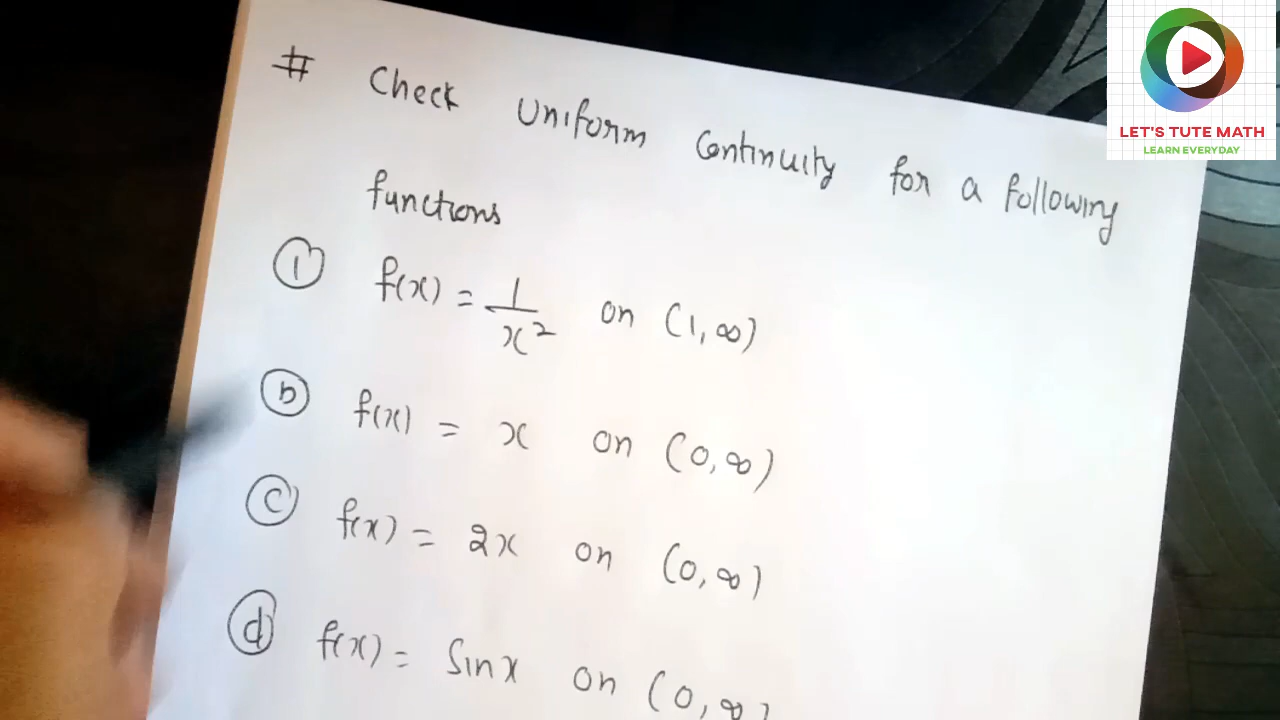 # Check Uniform Continuity for a following
functions
① f(x) = 1/x² on (1, ∞)
ⓑ f(x) = x on (0, ∞)
ⓒ f(x) = 2x on (0, ∞)
ⓓ f(x) = Sinx on (0, ∞)
LET'S TUTE MATH
LEARN EVERYDAY